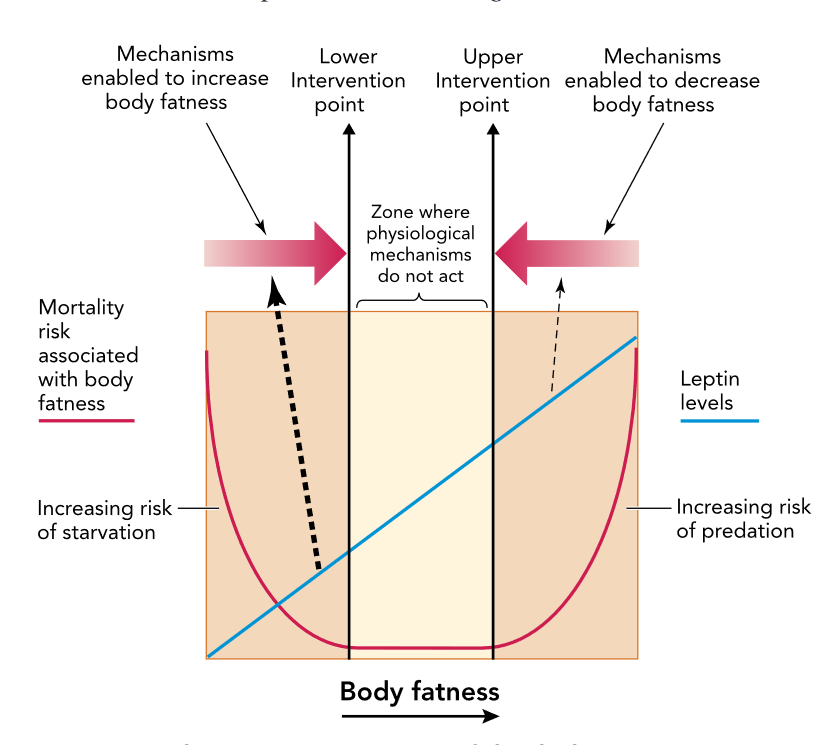 Mechanisms
enabled to increase
body fatness
Lower
Intervention
point
Upper
Intervention
point
Mechanisms
enabled to decrease
body fatness
Zone where
physiological
mechanisms
do not act
Mortality
risk
associated
with body
fatness
Leptin
levels
Increasing risk
of starvation
Increasing risk
of predation
Body fatness